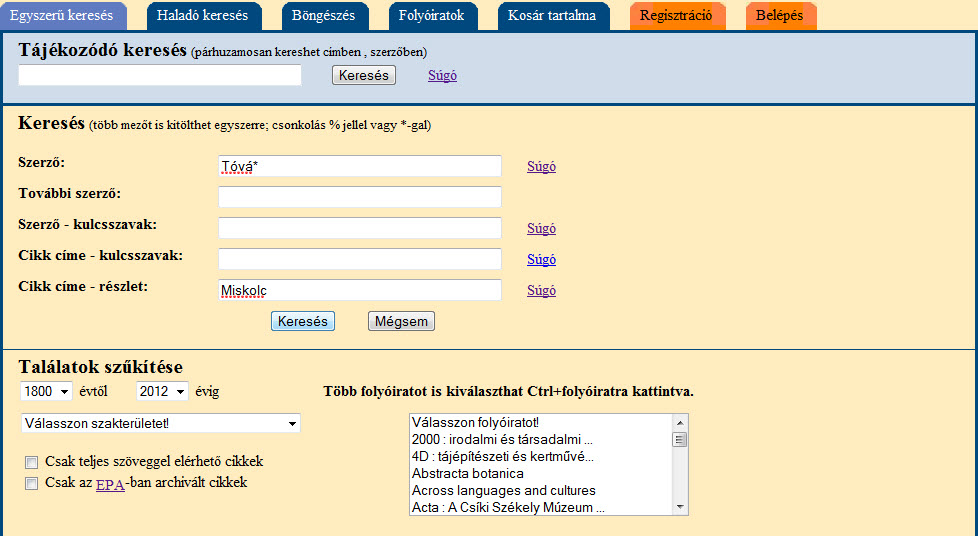 Egyszerű keresés Haladó keresés Böngészés Folyóiratok Kosár tartalma Regisztráció Belépés
Tájékozódó keresés (párhuzamosan kereshet címben , szerzőben)
Keresés Súgó
Keresés (több mezőt is kitölthet egyszerre; csonkolás % jellel vagy *-gal)
Szerző: Tóvá* Súgó
További szerző:
Szerző - kulcsszavak: Súgó
Cikk címe - kulcsszavak: Súgó
Cikk címe - részlet: Miskolc Súgó
Keresés Mégsem
Találatok szűkítése
1800 évtől 2012 évig Több folyóiratot is kiválaszthat Ctrl+folyóiratra kattintva.
Válasszon szakterületet!
Csak teljes szöveggel elérhető cikkek
Csak az EPA-ban archivált cikkek
Válasszon folyóiratot!
2000 : irodalmi és társadalmi ...
4D : tájépítészeti és kertművé...
Abstracta botanica
Across languages and cultures
Acta : A Csíki Székely Múzeum ...